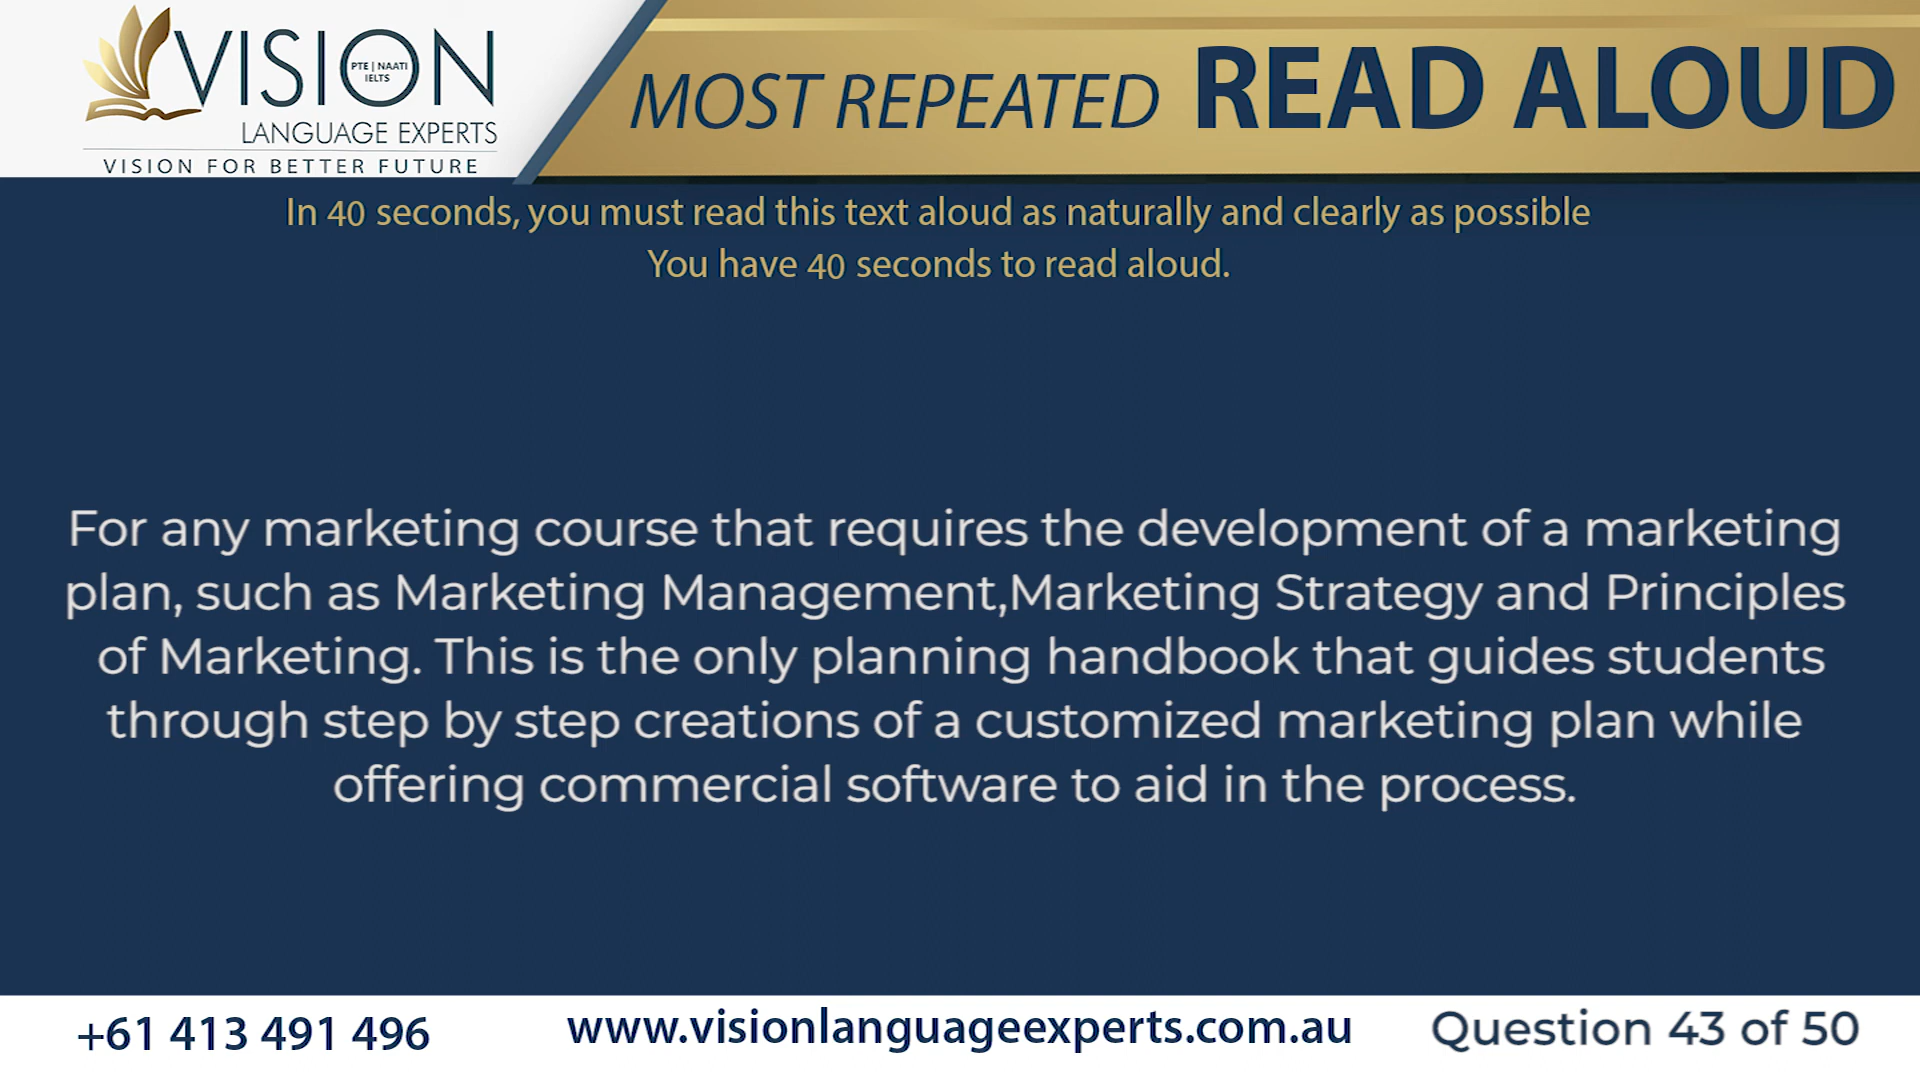 VISION
PTE | NAATI
IELTS
LANGUAGE EXPERTS
VISION FOR BETTER FUTURE
MOST REPEATED READ ALOUD
In 40 seconds, you must read this text aloud as naturally and clearly as possible
You have 40 seconds to read aloud.
For any marketing course that requires the development of a marketing
plan, such as Marketing Management,Marketing Strategy and Principles
of Marketing. This is the only planning handbook that guides students
through step by step creations of a customized marketing plan while
offering commercial software to aid in the process.
+61 413 491 496
www.visionlanguageexperts.com.au
Question 43 of 50